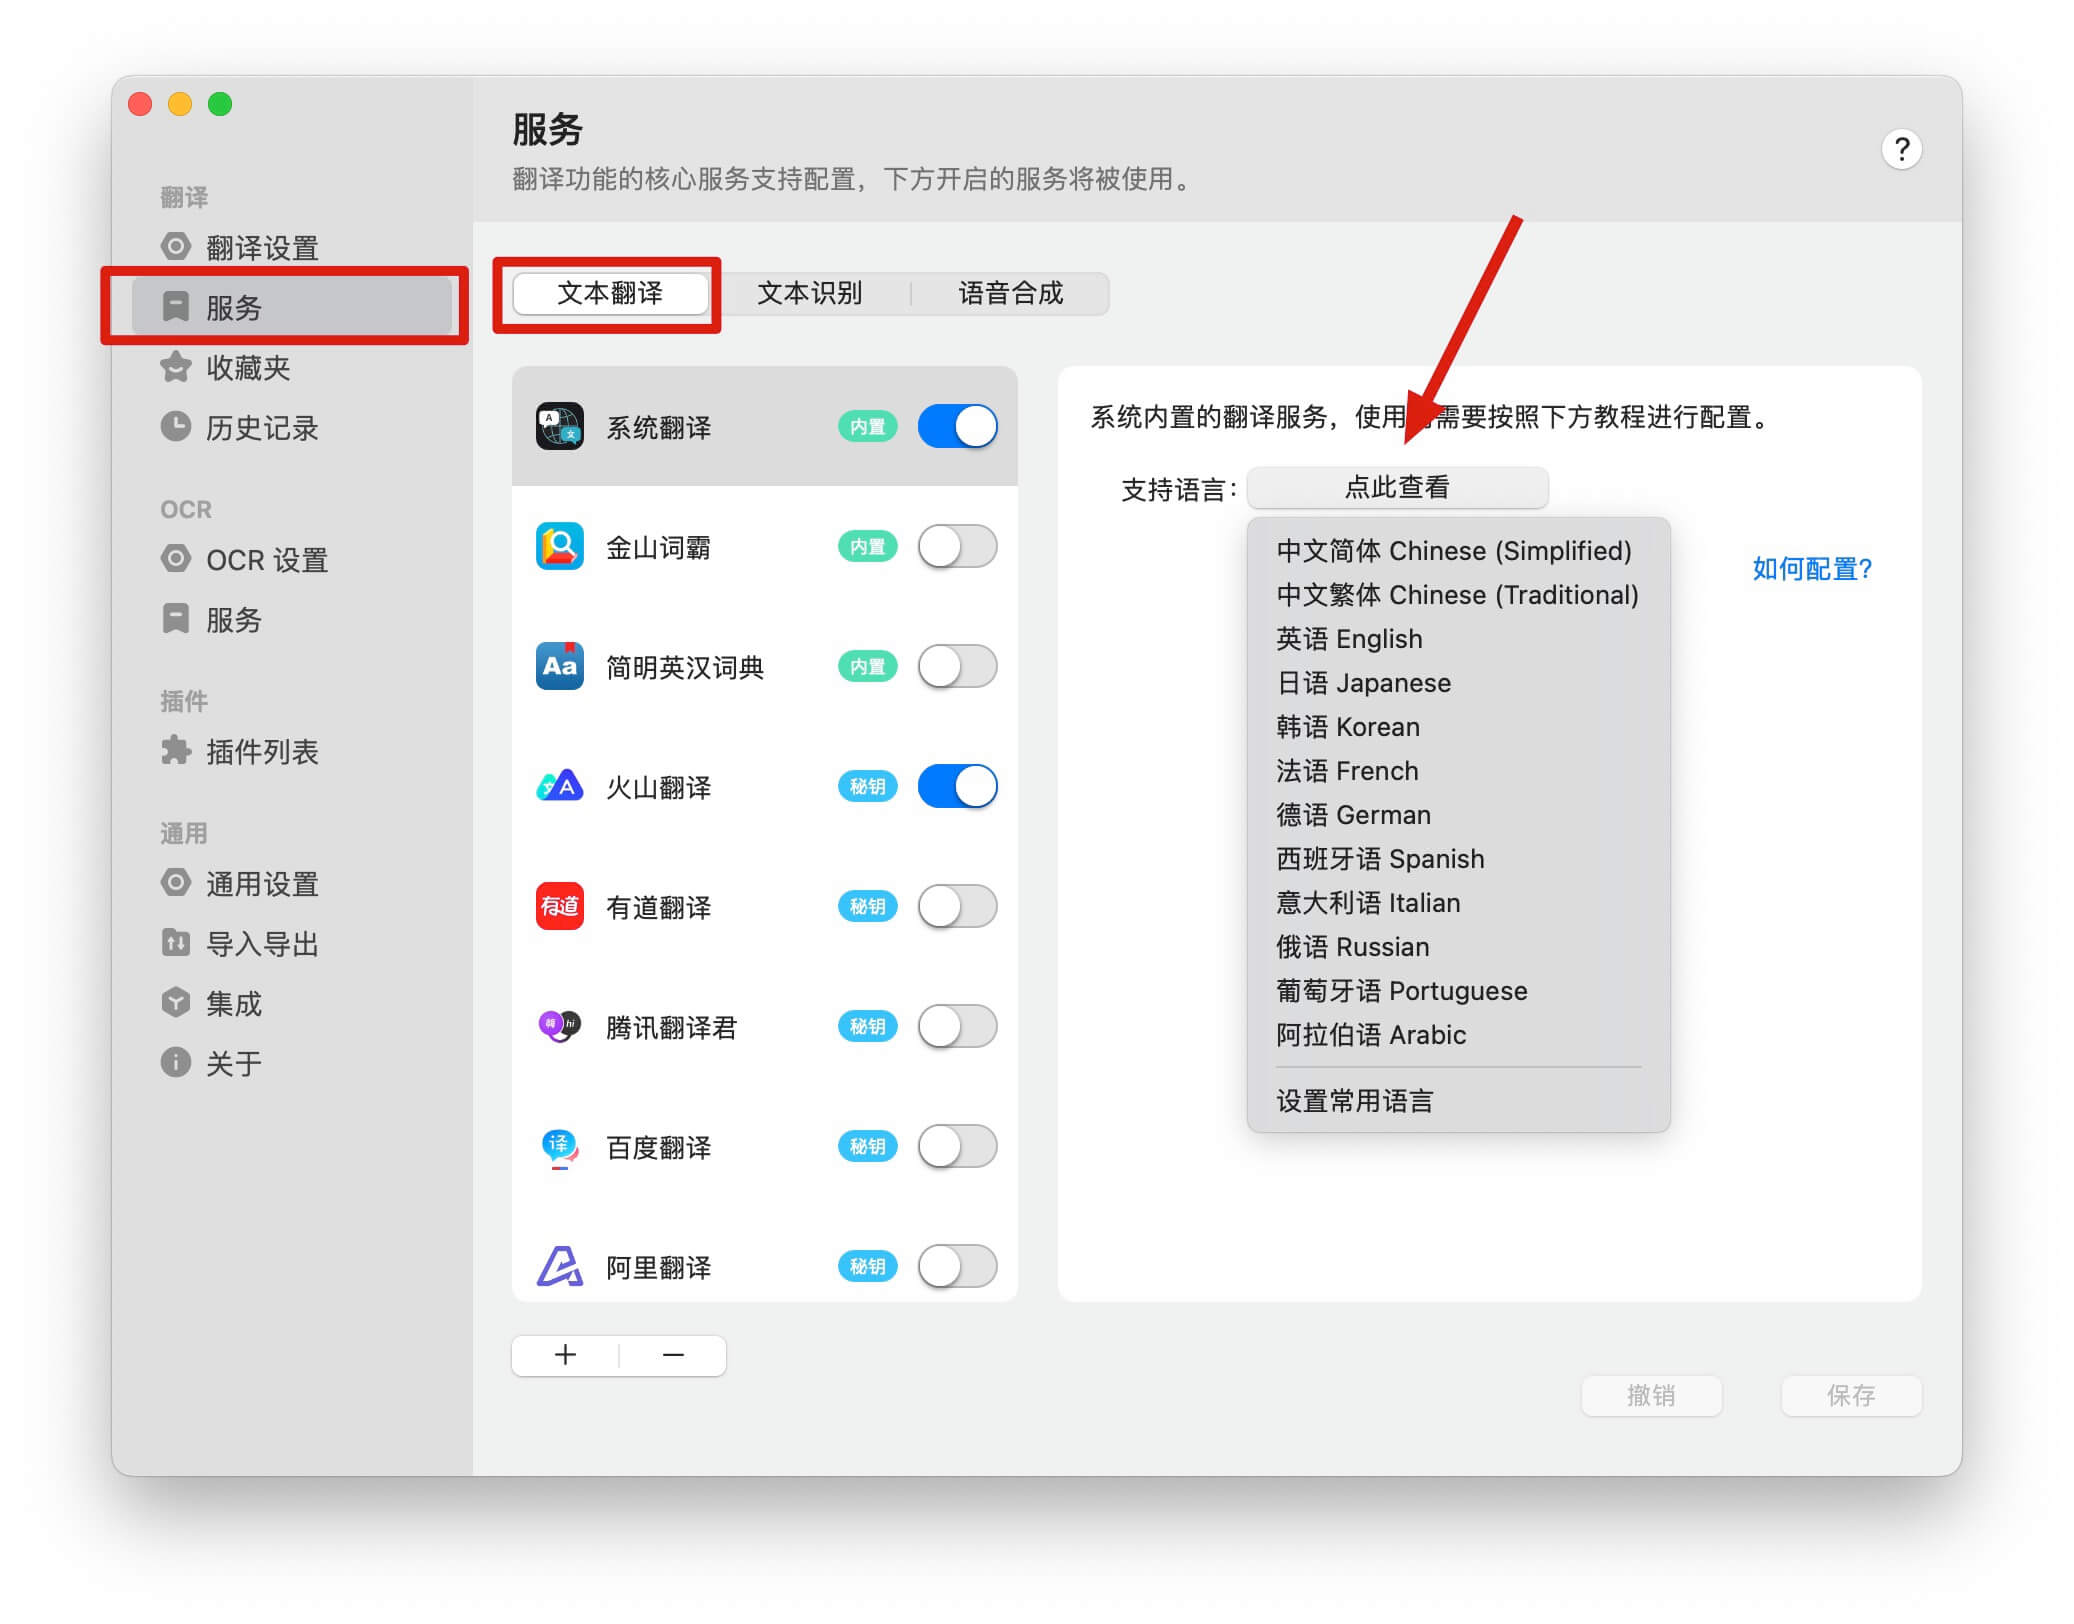 服务
翻译功能的核心服务支持配置，下方开启的服务将被使用。
?
翻译
翻译设置
服务
收藏夹
历史记录
OCR
OCR 设置
服务
插件
插件列表
通用
通用设置
导入导出
集成
关于
文本翻译
文本识别
语音合成
系统翻译 内置
金山词霸 内置
Aa 简明英汉词典 内置
火山翻译 秘钥
有道 有道翻译 秘钥
腾讯翻译君 秘钥
译 百度翻译 秘钥
阿里翻译 秘钥
系统内置的翻译服务，使用需要按照下方教程进行配置。
支持语言： 点此查看
中文简体 Chinese (Simplified)
中文繁体 Chinese (Traditional)
英语 English
日语 Japanese
韩语 Korean
法语 French
德语 German
西班牙语 Spanish
意大利语 Italian
俄语 Russian
葡萄牙语 Portuguese
阿拉伯语 Arabic
设置常用语言
如何配置?
撤销
保存